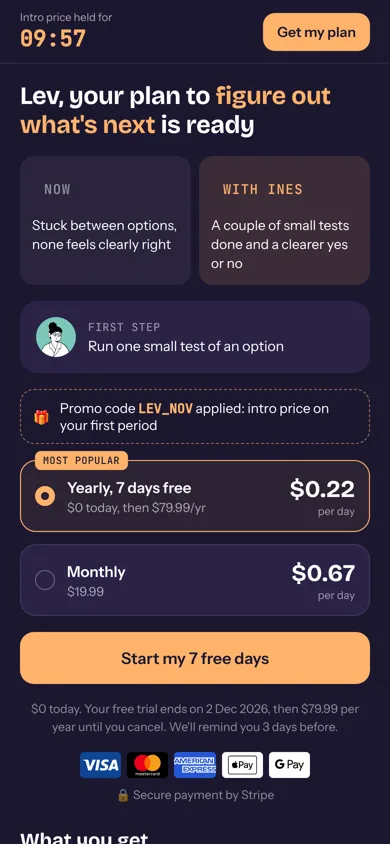 Intro price held for
09:57
Get my plan
Lev, your plan to figure out
what's next is ready
NOW
Stuck between options,
none feels clearly right
WITH INES
A couple of small tests
done and a clearer yes
or no
FIRST STEP
Run one small test of an option
Promo code LEV_NOV applied: intro price on
your first period
MOST POPULAR
Yearly, 7 days free
$0 today, then $79.99/yr
$0.22
per day
Monthly
$19.99
$0.67
per day
Start my 7 free days
$0 today. Your free trial ends on 2 Dec 2026, then $79.99 per
year until you cancel. We'll remind you 3 days before.
VISA
mastercard
AMERICAN
EXPRESS
Pay
G Pay
Secure payment by Stripe
What you get